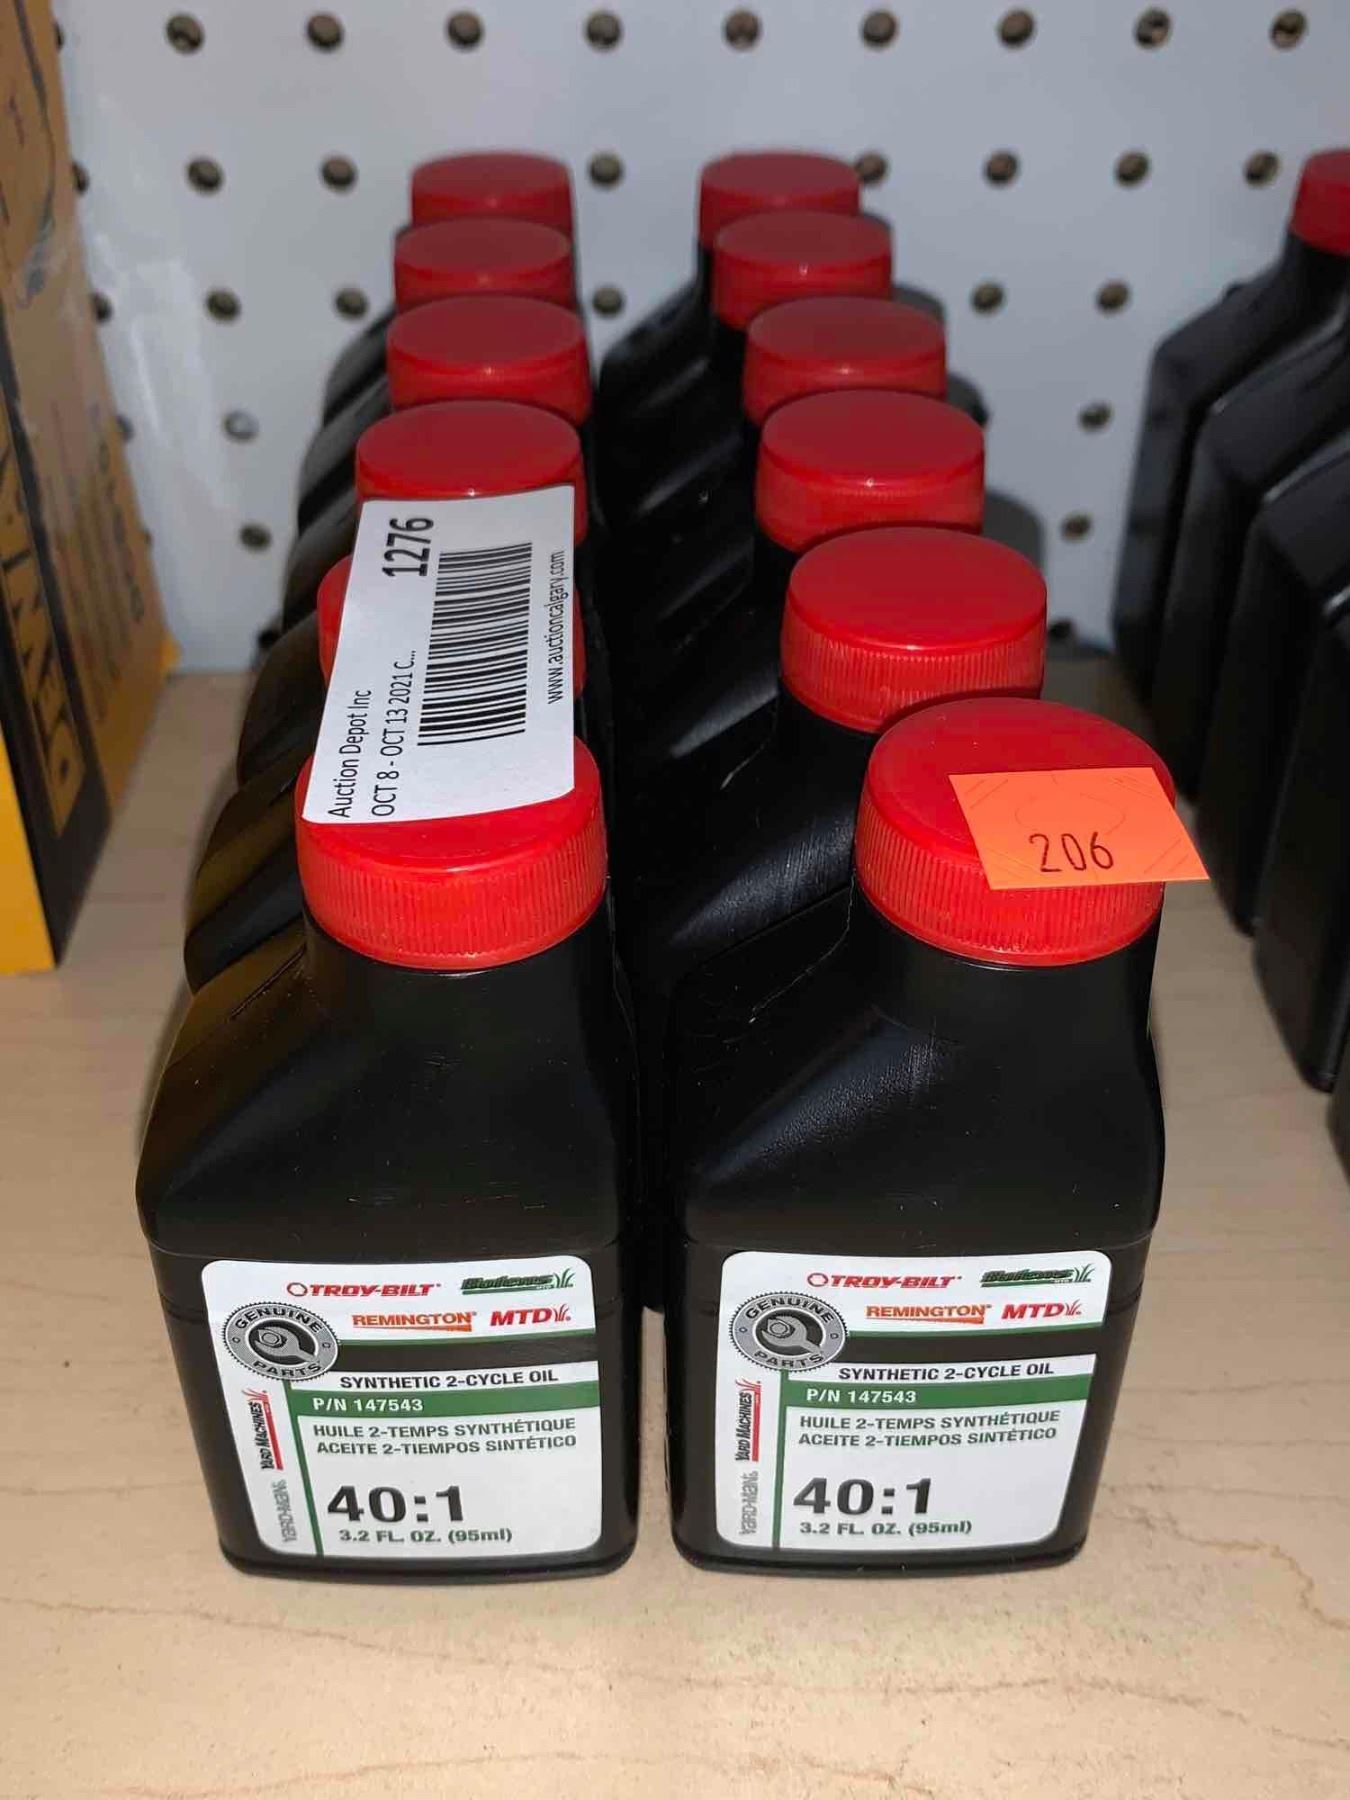 1276
Auction Depot Inc
OCT 8 - OCT 13 2021 C...
www.auctioncalgary.com
206
TROY-BILT Bolens
REMINGTON MTD
GENUINE PARTS
SYNTHETIC 2-CYCLE OIL
P/N 147543
HUILE 2-TEMPS SYNTHÉTIQUE
ACEITE 2-TIEMPOS SINTÉTICO
YARD MACHINES
YARD-MAN
40:1
3.2 FL. OZ. (95ml)
TROY-BILT Bolens
REMINGTON MTD
GENUINE PARTS
SYNTHETIC 2-CYCLE OIL
P/N 147543
HUILE 2-TEMPS SYNTHÉTIQUE
ACEITE 2-TIEMPOS SINTÉTICO
YARD MACHINES
YARD-MAN
40:1
3.2 FL. OZ. (95ml)